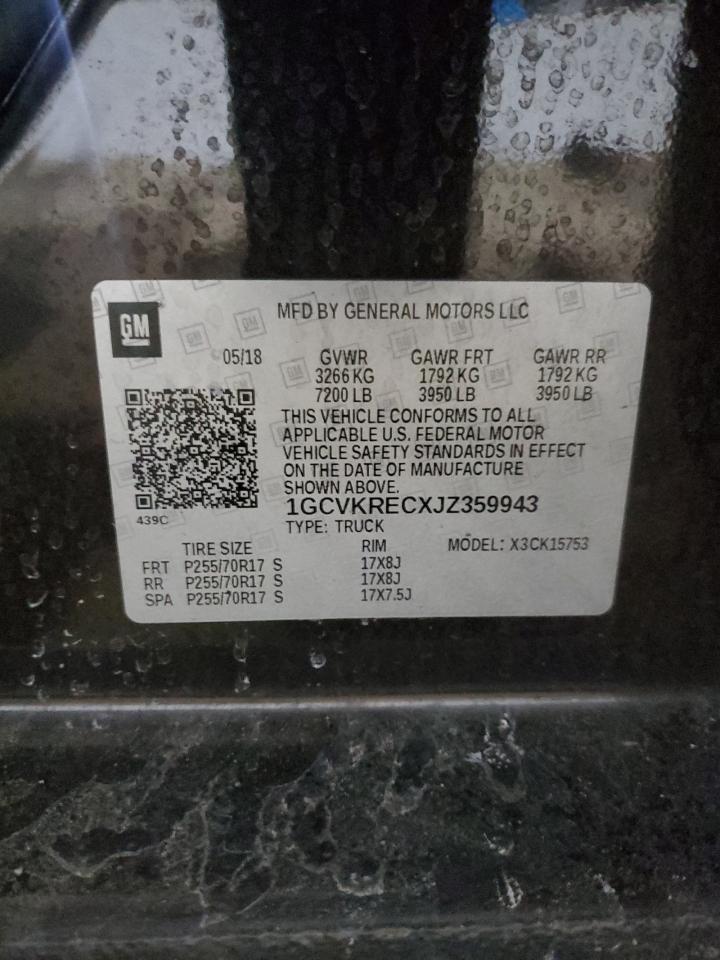 GM
MFD BY GENERAL MOTORS LLC
05/18 GVWR GAWR FRT GAWR RR
3266 KG 1792 KG 1792 KG
7200 LB 3950 LB 3950 LB
THIS VEHICLE CONFORMS TO ALL
APPLICABLE U.S. FEDERAL MOTOR
VEHICLE SAFETY STANDARDS IN EFFECT
ON THE DATE OF MANUFACTURE
SHOWN ABOVE.
439C
1GCVKRECXJZ359943
TYPE: TRUCK
TIRE SIZE RIM MODEL: X3CK15753
FRT P255/70R17 S 17X8J
RR P255/70R17 S 17X8J
SPA P255/70R17 S 17X7.5J